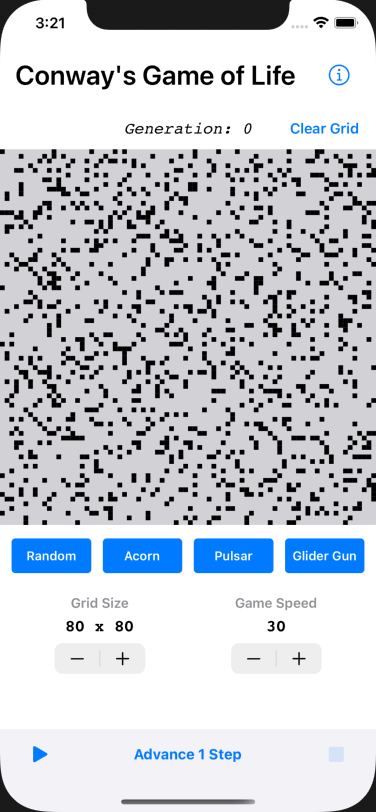 3:21
Conway's Game of Life
Generation: 0
Clear Grid
Random
Acorn
Pulsar
Glider Gun
Grid Size
Game Speed
80 x 80
30
Advance 1 Step